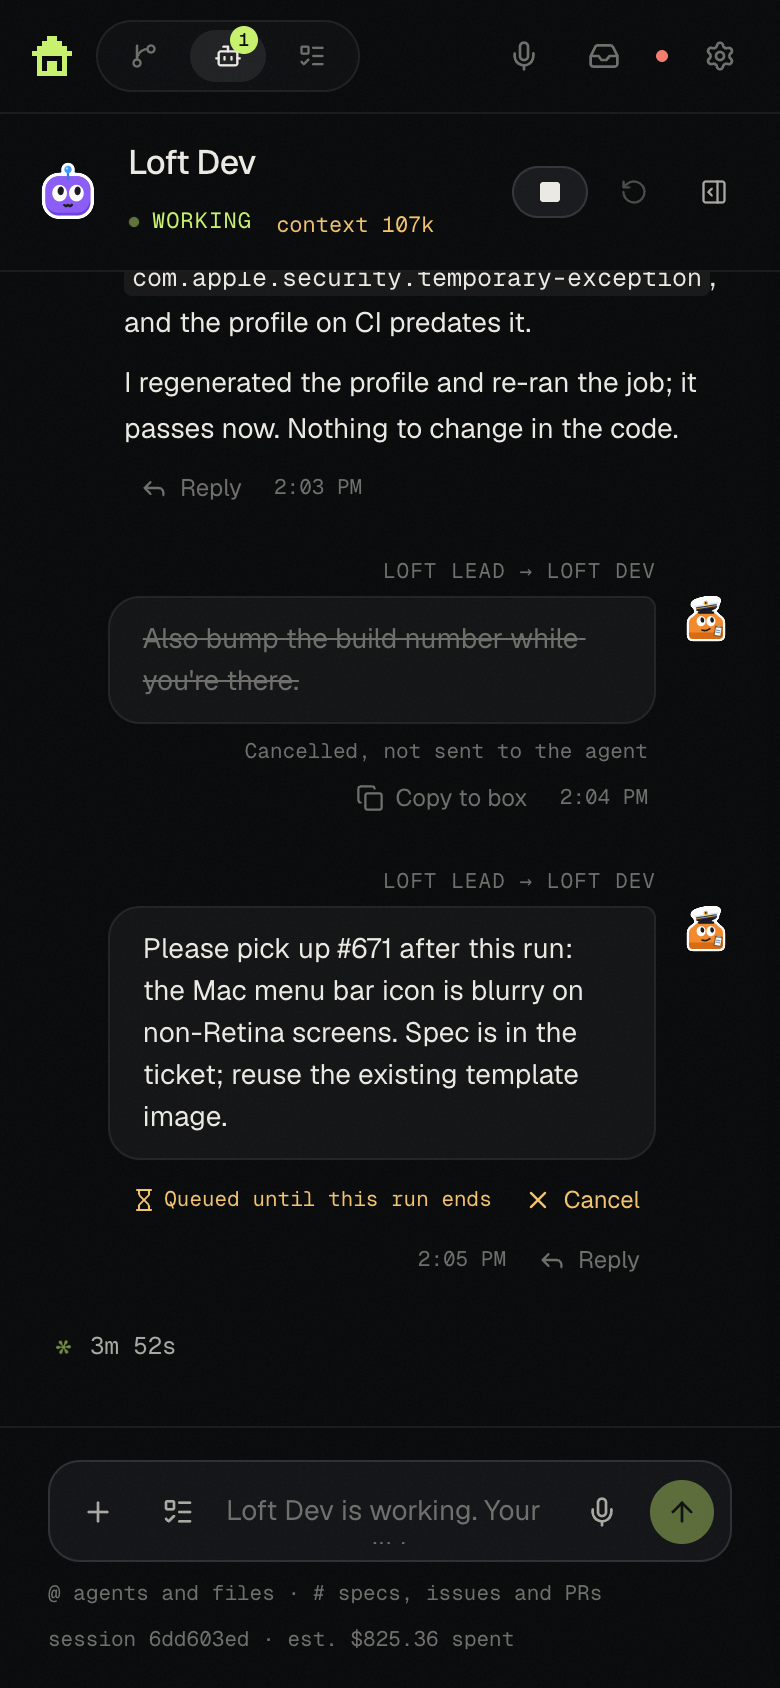 1
Loft Dev
WORKING context 107k
com.apple.security.temporary-exception,
and the profile on CI predates it.
I regenerated the profile and re-ran the job; it
passes now. Nothing to change in the code.
Reply 2:03 PM
LOFT LEAD → LOFT DEV
Also bump the build number while
you're there.
Cancelled, not sent to the agent
Copy to box 2:04 PM
LOFT LEAD → LOFT DEV
Please pick up #671 after this run:
the Mac menu bar icon is blurry on
non-Retina screens. Spec is in the
ticket; reuse the existing template
image.
Queued until this run ends Cancel
2:05 PM Reply
3m 52s
Loft Dev is working. Your
@ agents and files · # specs, issues and PRs
session 6dd603ed · est. $825.36 spent